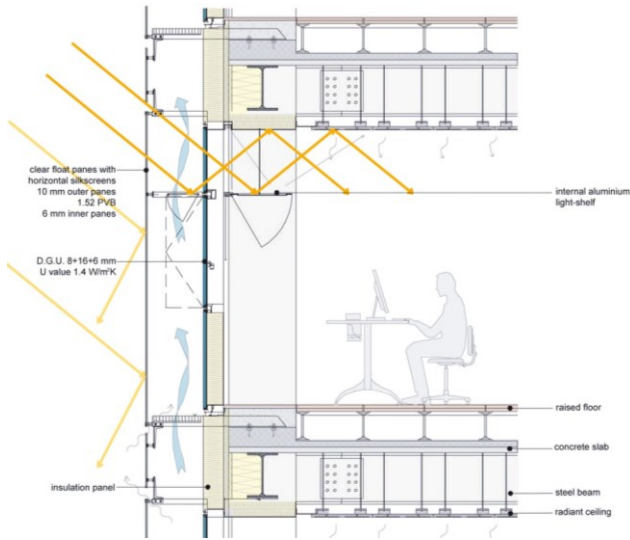 clear float panes with
horizontal silkscreens
10 mm outer panes
1.52 PVB
6 mm inner panes
internal aluminium
light-shelf
D.G.U. 8+16+6 mm
U value 1.4 W/m²K
raised floor
concrete slab
insulation panel
steel beam
radiant ceiling